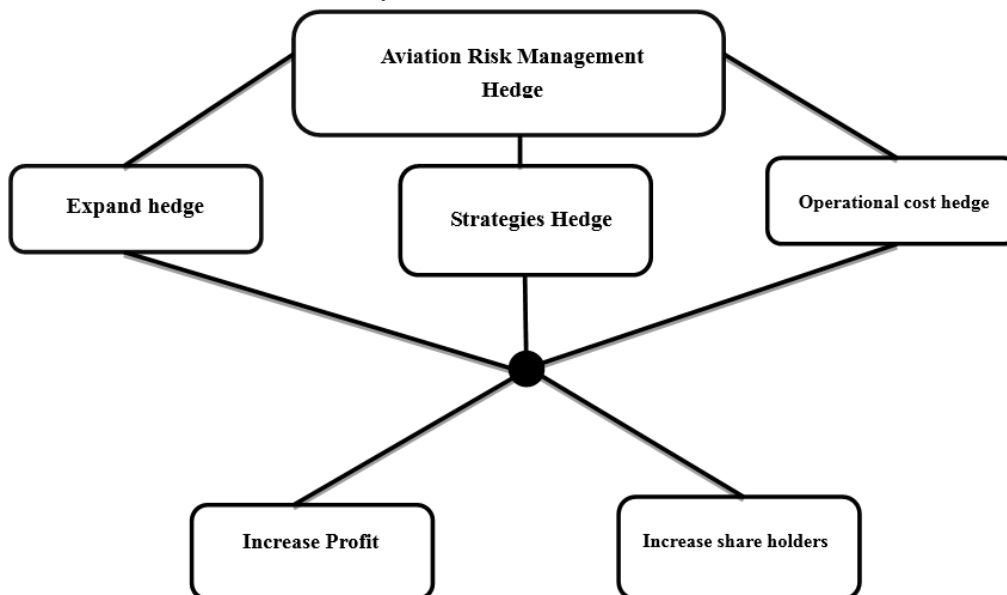 Aviation Risk Management
Hedge
Expand hedge
Strategies Hedge
Operational cost hedge
Increase Profit
Increase share holders